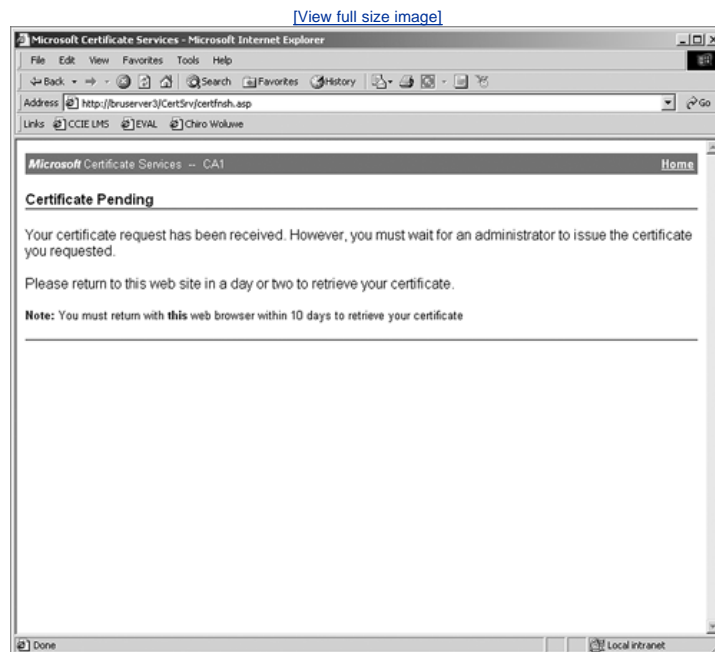 [View full size image]
Microsoft Certificate Services - Microsoft Internet Explorer
File Edit View Favorites Tools Help
Back Search Favorites History
Address http://bruserver3/CertSrv/certfnsh.asp Go
Links CCIE LMS EVAL Chiro Woluwe
Microsoft Certificate Services -- CA1 Home
Certificate Pending
Your certificate request has been received. However, you must wait for an administrator to issue the certificate
you requested.
Please return to this web site in a day or two to retrieve your certificate.
Note: You must return with this web browser within 10 days to retrieve your certificate
Done Local intranet